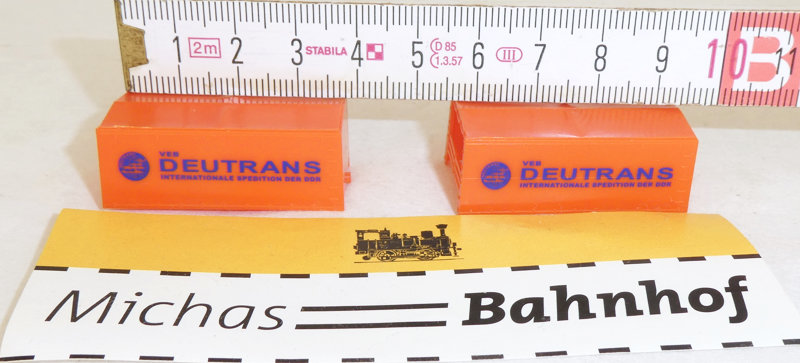 1 2m 2 3 STABILA 4 5 D 85 6 III 7 8 9 10 11
1.3.57
B
VEB
DEUTRANS
INTERNATIONALE SPEDITION DER DDR
VEB
DEUTRANS
INTERNATIONALE SPEDITION DER DDR
Michas Bahnhof